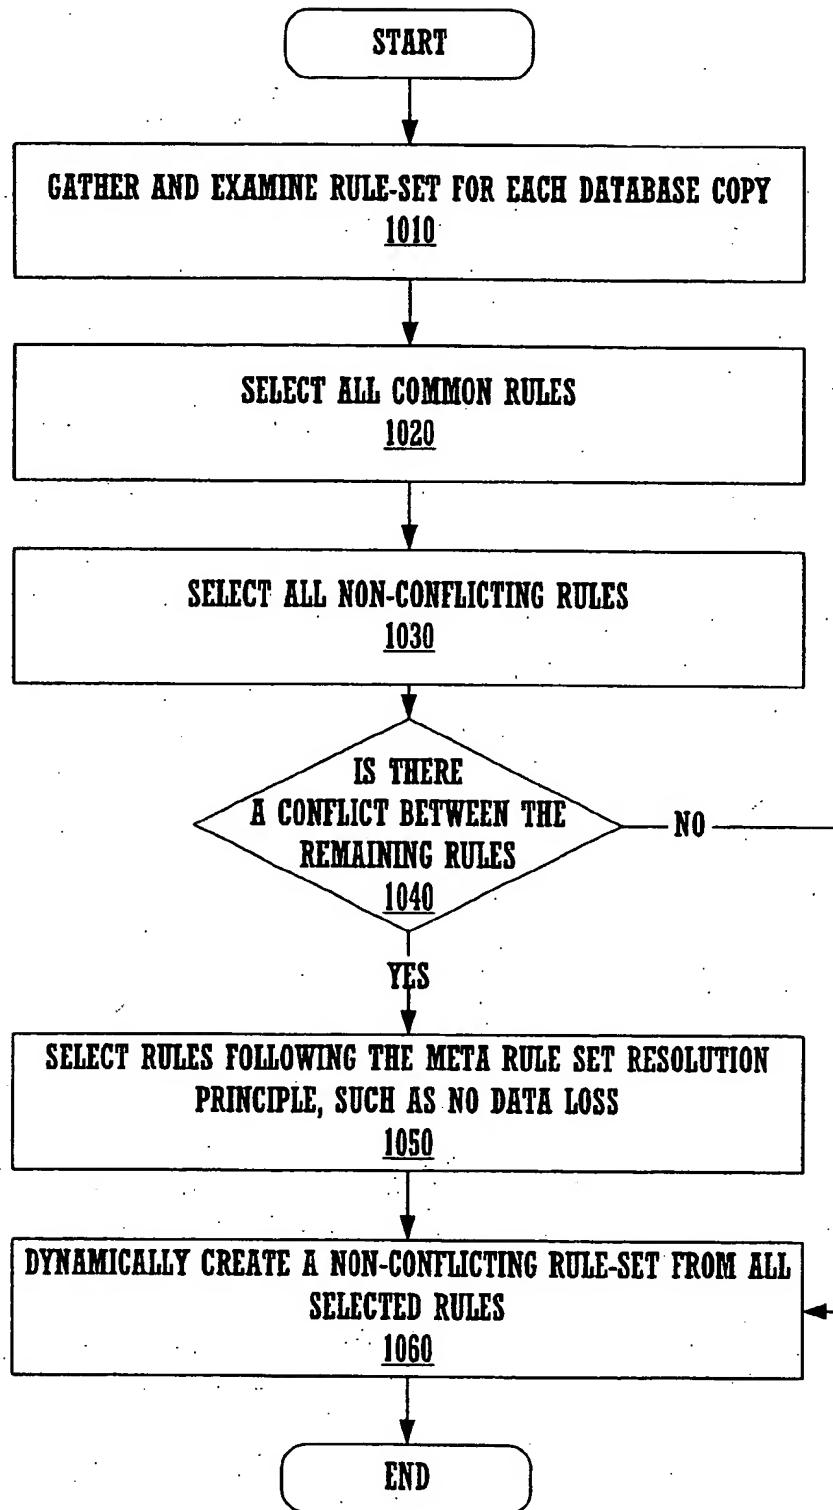 START
GATHER AND EXAMINE RULE-SET FOR EACH DATABASE COPY
1010
SELECT ALL COMMON RULES
1020
SELECT ALL NON-CONFLICTING RULES
1030
IS THERE
A CONFLICT BETWEEN THE
REMAINING RULES
1040
NO
YES
SELECT RULES FOLLOWING THE META RULE SET RESOLUTION
PRINCIPLE, SUCH AS NO DATA LOSS
1050
DYNAMICALLY CREATE A NON-CONFLICTING RULE-SET FROM ALL
SELECTED RULES
1060
END